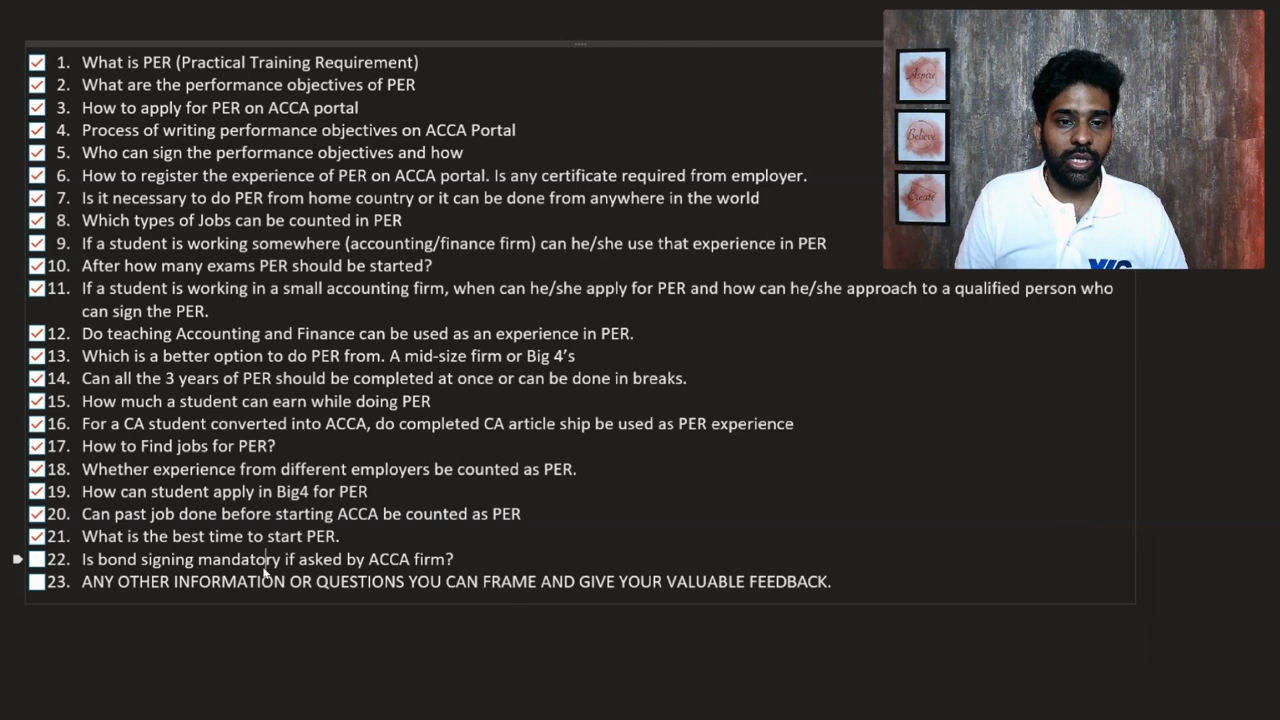 1. What is PER (Practical Training Requirement)
2. What are the performance objectives of PER
3. How to apply for PER on ACCA portal
4. Process of writing performance objectives on ACCA Portal
5. Who can sign the performance objectives and how
6. How to register the experience of PER on ACCA portal. Is any certificate required from employer.
7. Is it necessary to do PER from home country or it can be done from anywhere in the world
8. Which types of Jobs can be counted in PER
9. If a student is working somewhere (accounting/finance firm) can he/she use that experience in PER
10. After how many exams PER should be started?
11. If a student is working in a small accounting firm, when can he/she apply for PER and how can he/she approach to a qualified person who
can sign the PER.
12. Do teaching Accounting and Finance can be used as an experience in PER.
13. Which is a better option to do PER from. A mid-size firm or Big 4's
14. Can all the 3 years of PER should be completed at once or can be done in breaks.
15. How much a student can earn while doing PER
16. For a CA student converted into ACCA, do completed CA article ship be used as PER experience
17. How to Find jobs for PER?
18. Whether experience from different employers be counted as PER.
19. How can student apply in Big4 for PER
20. Can past job done before starting ACCA be counted as PER
21. What is the best time to start PER.
22. Is bond signing mandatory if asked by ACCA firm?
23. ANY OTHER INFORMATION OR QUESTIONS YOU CAN FRAME AND GIVE YOUR VALUABLE FEEDBACK.
Inspire
Believe
Create